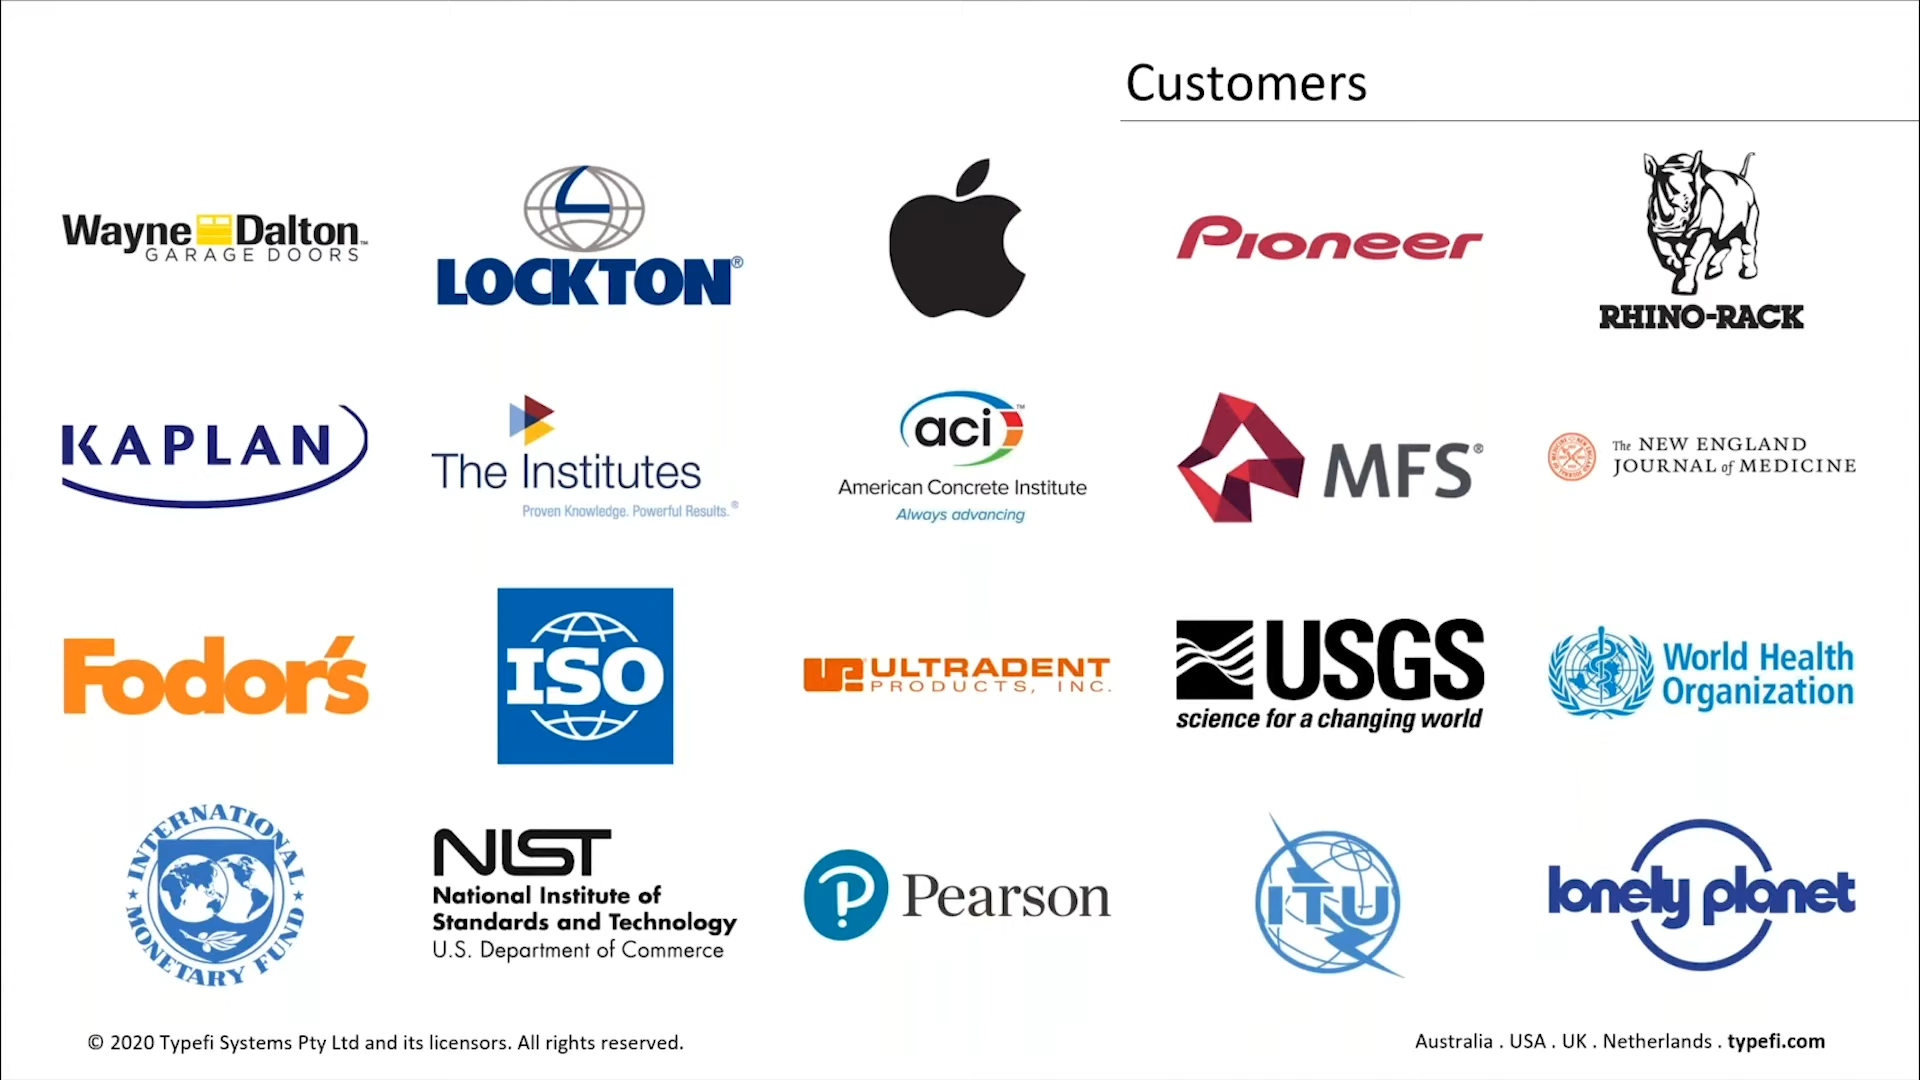 Customers
Wayne Dalton™
GARAGE DOORS
LOCKTON®
Pioneer
RHINO-RACK
KAPLAN
The Institutes
Proven Knowledge. Powerful Results.®
aci™
American Concrete Institute
Always advancing
MFS®
The NEW ENGLAND
JOURNAL of MEDICINE
Fodor's
ISO
ULTRADENT
PRODUCTS, INC.
USGS
science for a changing world
World Health
Organization
INTERNATIONAL
MONETARY FUND
NIST
National Institute of
Standards and Technology
U.S. Department of Commerce
Pearson
ITU
lonely planet
© 2020 Typefi Systems Pty Ltd and its licensors. All rights reserved.
Australia . USA . UK . Netherlands . typefi.com